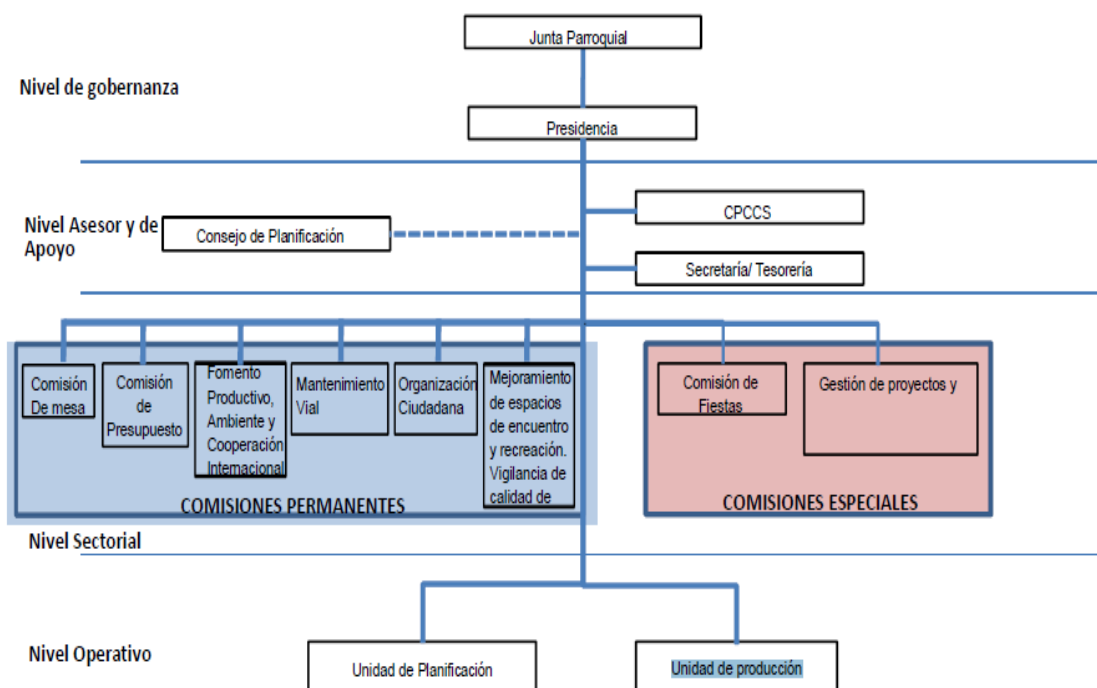 Junta Parroquial
Nivel de gobernanza
Presidencia
CPCCS
Nivel Asesor y de
Apoyo
Consejo de Planificación
Secretaría/ Tesorería
Comisión
De mesa
Comisión
de
Presupuesto
Fomento
Productivo,
Ambiente y
Cooperación
Internacional
Mantenimiento
Vial
Organización
Ciudadana
Mejoramiento
de espacios
de encuentro
y recreación.
Vigilancia de
calidad de
COMISIONES PERMANENTES
Comisión de
Fiestas
Gestión de proyectos y
COMISIONES ESPECIALES
Nivel Sectorial
Nivel Operativo
Unidad de Planificación
Unidad de producción